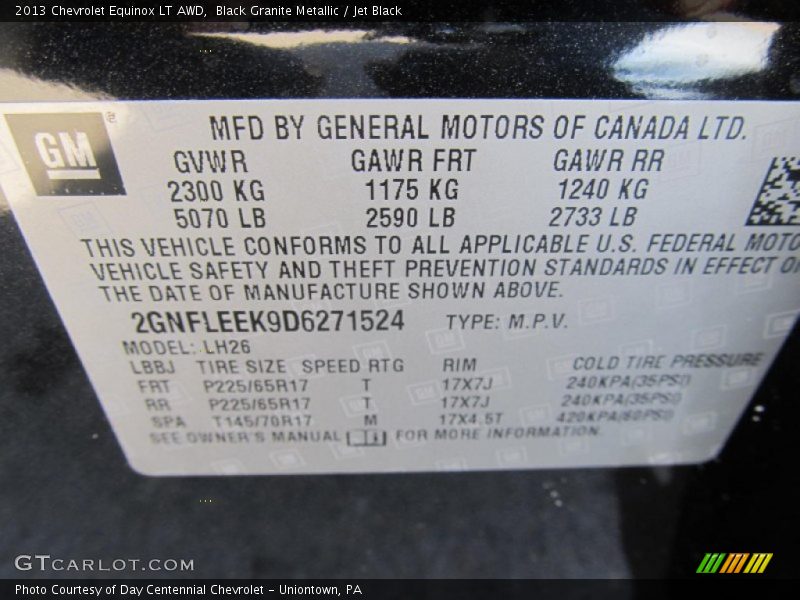 2013 Chevrolet Equinox LT AWD, Black Granite Metallic / Jet Black
GM
MFD BY GENERAL MOTORS OF CANADA LTD.
GVWR GAWR FRT GAWR RR
2300 KG 1175 KG 1240 KG
5070 LB 2590 LB 2733 LB
THIS VEHICLE CONFORMS TO ALL APPLICABLE U.S. FEDERAL MOTO
VEHICLE SAFETY AND THEFT PREVENTION STANDARDS IN EFFECT ON
THE DATE OF MANUFACTURE SHOWN ABOVE.
2GNFLEEK9D6271524 TYPE: M.P.V.
MODEL: LH26
LBBJ TIRE SIZE SPEED RTG RIM COLD TIRE PRESSURE
FRT P225/65R17 T 17X7J 240KPA(35PSI)
RR P225/65R17 T 17X7J 240KPA(35PSI)
SPA T145/70R17 M 17X4.5T 420KPA(60PSI)
SEE OWNER'S MANUAL FOR MORE INFORMATION.
GTCARLOT.COM
Photo Courtesy of Day Centennial Chevrolet - Uniontown, PA